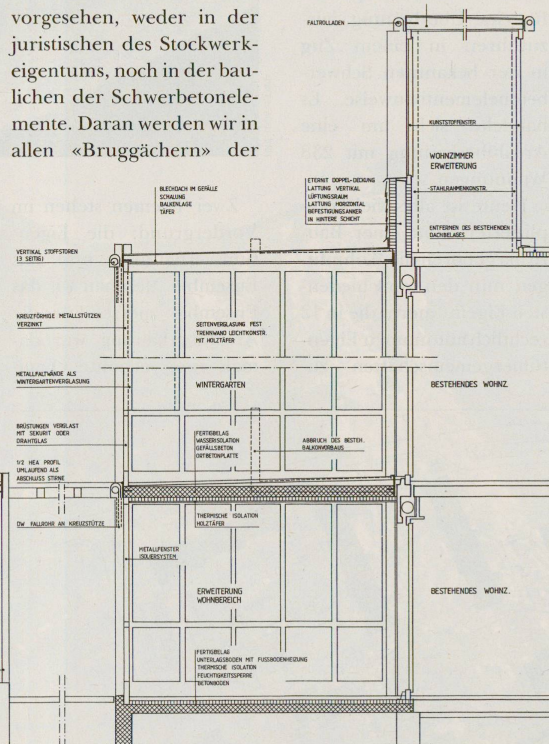 vorgesehen, weder in der
juristischen des Stockwerk-
eigentums, noch in der bau-
lichen der Schwerbetonele-
mente. Daran werden wir in
allen «Bruggächern» der
FALTROLLADEN
KUNSTSTOFFENSTER
WOHNZIMMER
ERWEITERUNG
STAHLRAHMENKONSTR.
ENTFERNEN DES BESTEHENDEN
DACHBELAGES
ETERNIT DOPPEL-DECKUNG
LATTUNG VERTIKAL
LÜFTUNGSRAUM
LATTUNG HORIZONTAL
BEFESTIGUNGSANKER
IN HINTERE SCHICHT
BLECHDACH IM GEFÄLLE
SCHALUNG
BALKENLAGE
TÄFER
VERTIKAL STOFFSTOREN
(3 SEITIG)
KREUZFÖRMIGE METALLSTÜTZEN
VERZINKT
SEITENVERGLASUNG FEST
TRENNWAND LEICHTKONSTR.
MIT HOLZTÄFER
METALLFALTWÄNDE ALS
WINTERGARTENVERGLASUNG
WINTERGARTEN
BESTEHENDES WOHNZ.
BRÜSTUNGEN VERGLAST
MIT SEKURIT ODER
DRAHTGLAS
FERTIGBELAG
WASSERISOLATION
GEFÄLLSBETON
ORTBETONPLATTE
ABBRUCH DES BESTEH.
BALKONVORBAUS
1/2 HEA PROFIL
UMLAUFEND ALS
ABSCHLUSS STIRNE
DW FALLROHR AN KREUZSTÜTZE
THERMISCHE ISOLATION
HOLZTÄFER
METALLFENSTER
ISOLIERSYSTEM
ERWEITERUNG
WOHNBEREICH
BESTEHENDES WOHNZ.
FERTIGBELAG
UNTERLAGSBODEN MIT FUSSBODENHEIZUNG
THERMISCHE ISOLATION
FEUCHTIGKEITSSPERRE
BETONBODEN